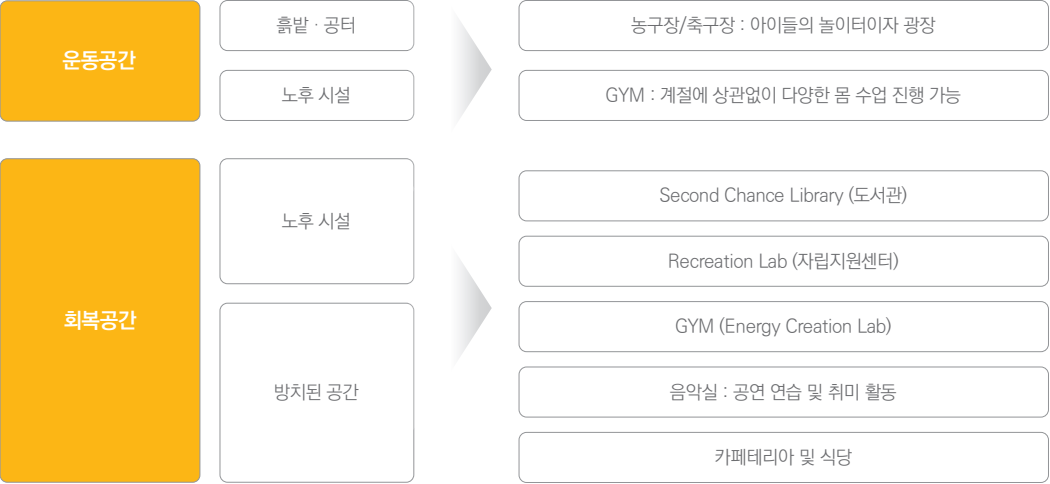 운동공간
흙밭 · 공터
노후 시설
농구장/축구장 : 아이들의 놀이터이자 광장
GYM : 계절에 상관없이 다양한 몸 수업 진행 가능
회복공간
노후 시설
방치된 공간
Second Chance Library (도서관)
Recreation Lab (자립지원센터)
GYM (Energy Creation Lab)
음악실 : 공연 연습 및 취미 활동
카페테리아 및 식당